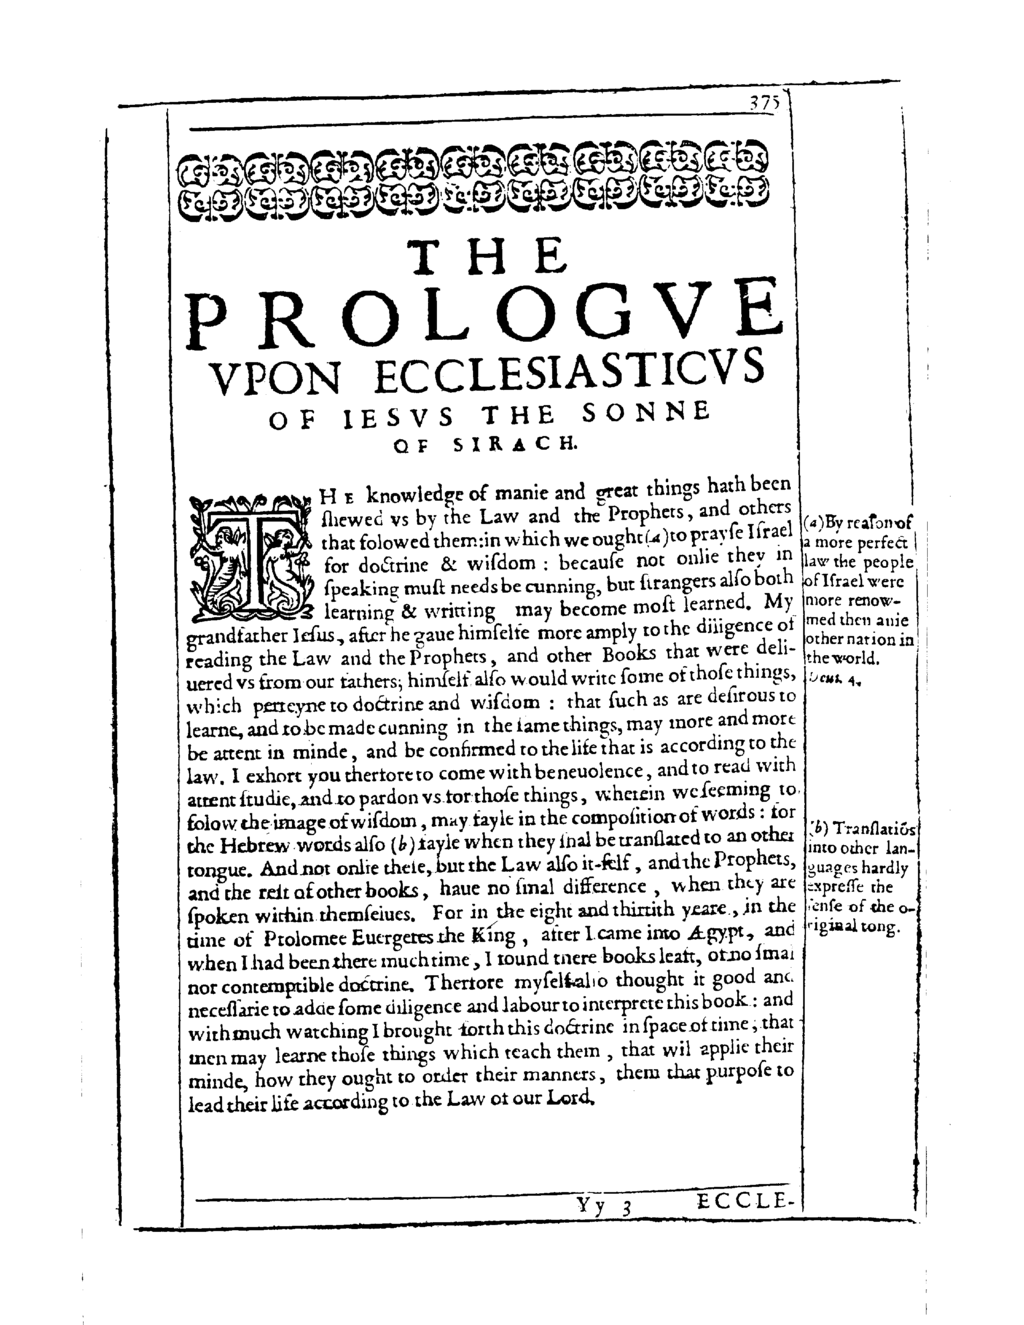 375
THE
PROLOGVE
VPON ECCLESIASTICVS
OF IESVS THE SONNE
OF SIRACH.
THE knowledge of manie and great things hath been
ſhewed vs by the Law and the Prophets, and others
that folowed them: in which we ought (a) to prayſe Iſrael
for doctrine & wiſdom : becauſe not onlie they in
ſpeaking muſt needs be cunning, but ſtrangers alſo both
learning & writting may become moſt learned. My
grandfather Ieſus, after he gaue himſelfe more amply to the diligence of
reading the Law and the Prophets, and other Books that were deli-
uered vs from our fathers; himſelf alſo would write ſome of thoſe things,
which perteyne to doctrine and wiſdom : that ſuch as are deſirous to
learne, and to be made cunning in the ſame things, may more and more
be attent in minde, and be confirmed to the life that is according to the
law. I exhort you therfore to come with beneuolence, and to read with
attent ſtudie, and to pardon vs for thoſe things, wherein we ſeeming to
folow the image of wiſdom, may fayle in the compoſition of words : for
the Hebrew words alſo (b) fayle when they ſhal be tranſlated to an other
tongue. And not onlie theſe, but the Law alſo it-ſelf, and the Prophets,
and the reſt of other books, haue no ſmal difference, when they are
ſpoken within themſelues. For in the eight and thirtith yeare, in the
time of Ptolomee Euergetes the King, after I came into Ægypt, and
when I had been there much time, I found there books left, of no ſmal
nor contemptible doctrine. Therfore myſelf alſo thought it good and
neceſſarie to adde ſome diligence and labour to interprete this book : and
with much watching I brought forth this doctrine in ſpace of time, that
men may learne thoſe things which teach them, that wil applie their
minde, how they ought to order their manners, them that purpoſe to
lead their life according to the Law of our Lord.
(a) By reaſon of
a more perfect
law the people
of Iſrael were
more renow-
med then anie
other nation in
the world.
Deut. 4.
(b) Tranſlatiõs
into other lan-
guages hardly
expreſſe the
ſenſe of the o-
riginal tong.
Yy 3 ECCLE-